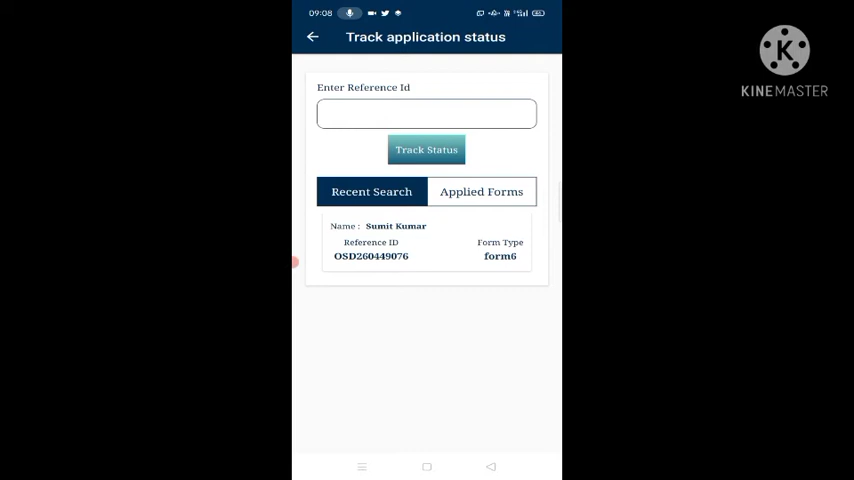 09:08
Track application status
Enter Reference Id
Track Status
Recent Search Applied Forms
Name : Sumit Kumar
Reference ID Form Type
OSD260449076 form6
K
KINEMASTER